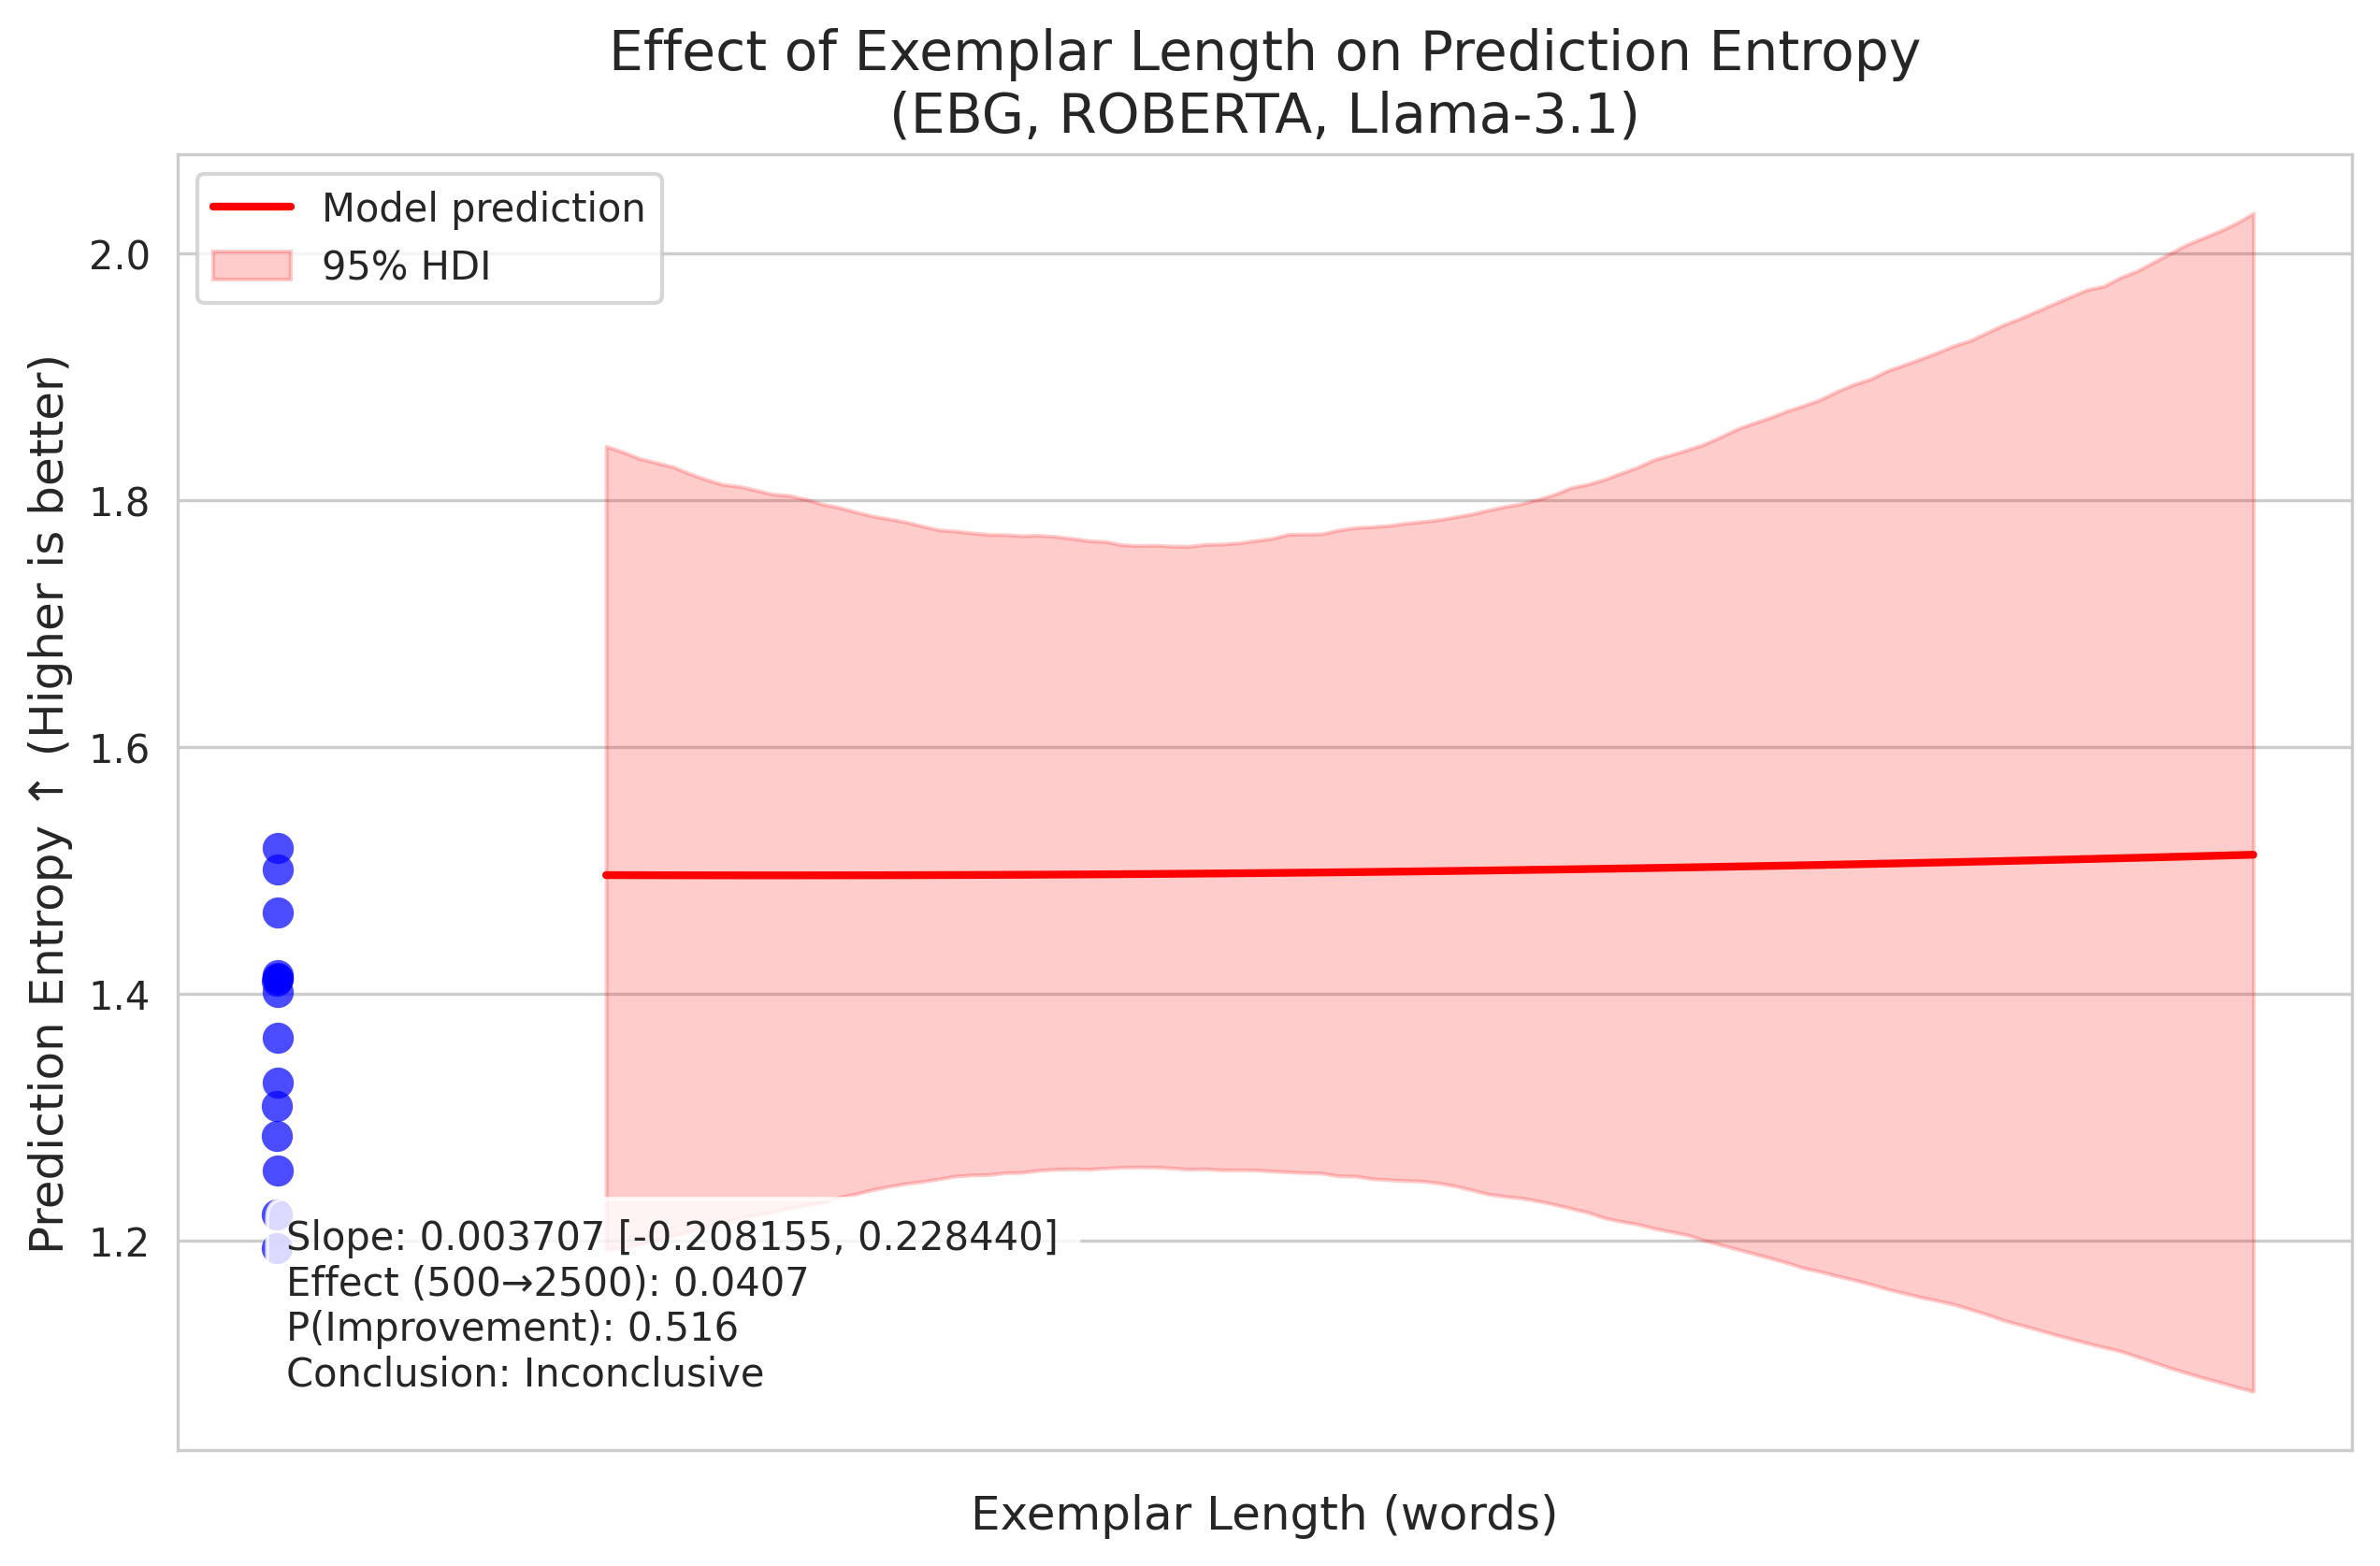 Effect of Exemplar Length on Prediction Entropy
(EBG, ROBERTA, Llama-3.1)
Model prediction
95% HDI
Prediction Entropy ↑ (Higher is better)
2.0
1.8
1.6
1.4
1.2
Slope: 0.003707 [-0.208155, 0.228440]
Effect (500→2500): 0.0407
P(Improvement): 0.516
Conclusion: Inconclusive
Exemplar Length (words)